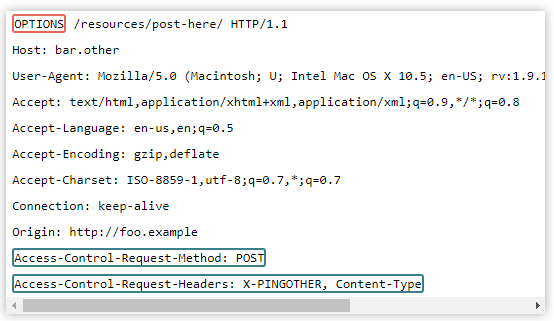 OPTIONS /resources/post-here/ HTTP/1.1
Host: bar.other
User-Agent: Mozilla/5.0 (Macintosh; U; Intel Mac OS X 10.5; en-US; rv:1.9.1
Accept: text/html,application/xhtml+xml,application/xml;q=0.9,*/*;q=0.8
Accept-Language: en-us,en;q=0.5
Accept-Encoding: gzip,deflate
Accept-Charset: ISO-8859-1,utf-8;q=0.7,*;q=0.7
Connection: keep-alive
Origin: http://foo.example
Access-Control-Request-Method: POST
Access-Control-Request-Headers: X-PINGOTHER, Content-Type